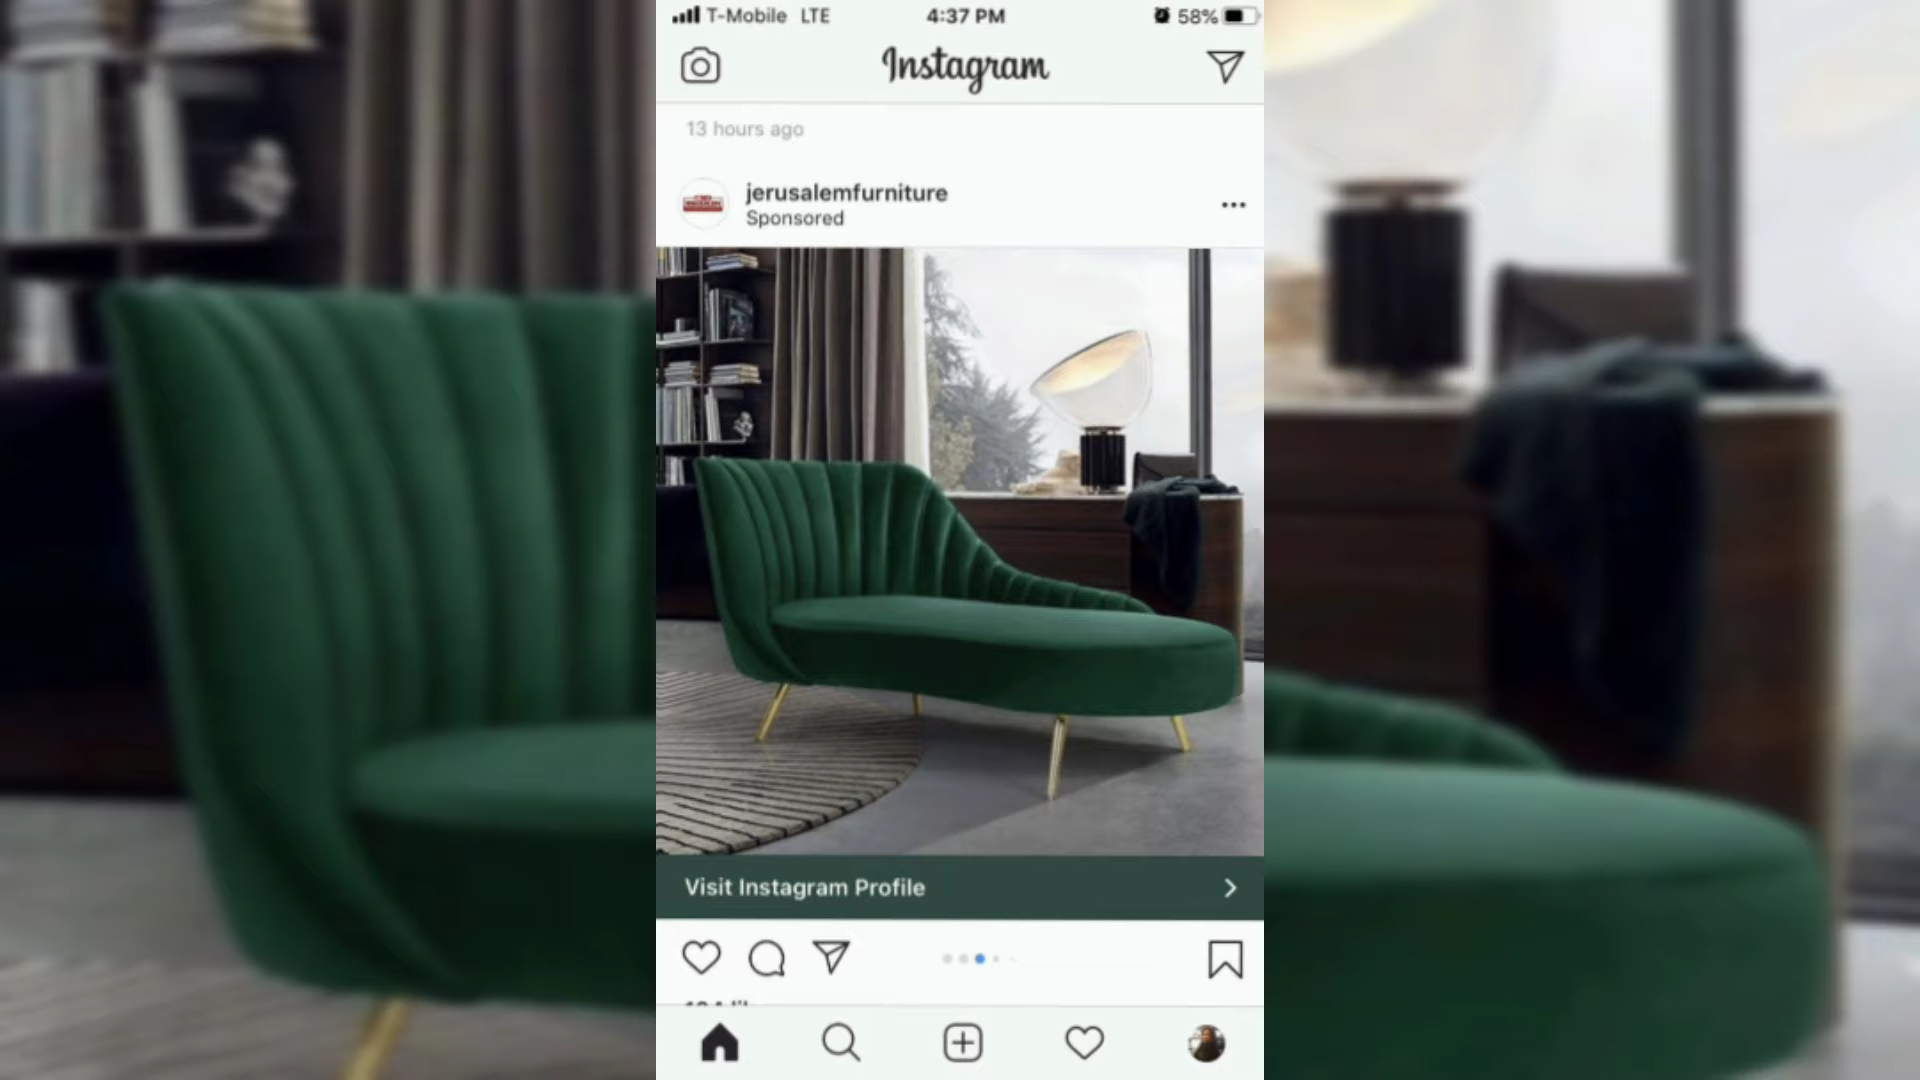 T-Mobile LTE 4:37 PM 58%
Instagram
13 hours ago
jerusalemfurniture
Sponsored
Visit Instagram Profile